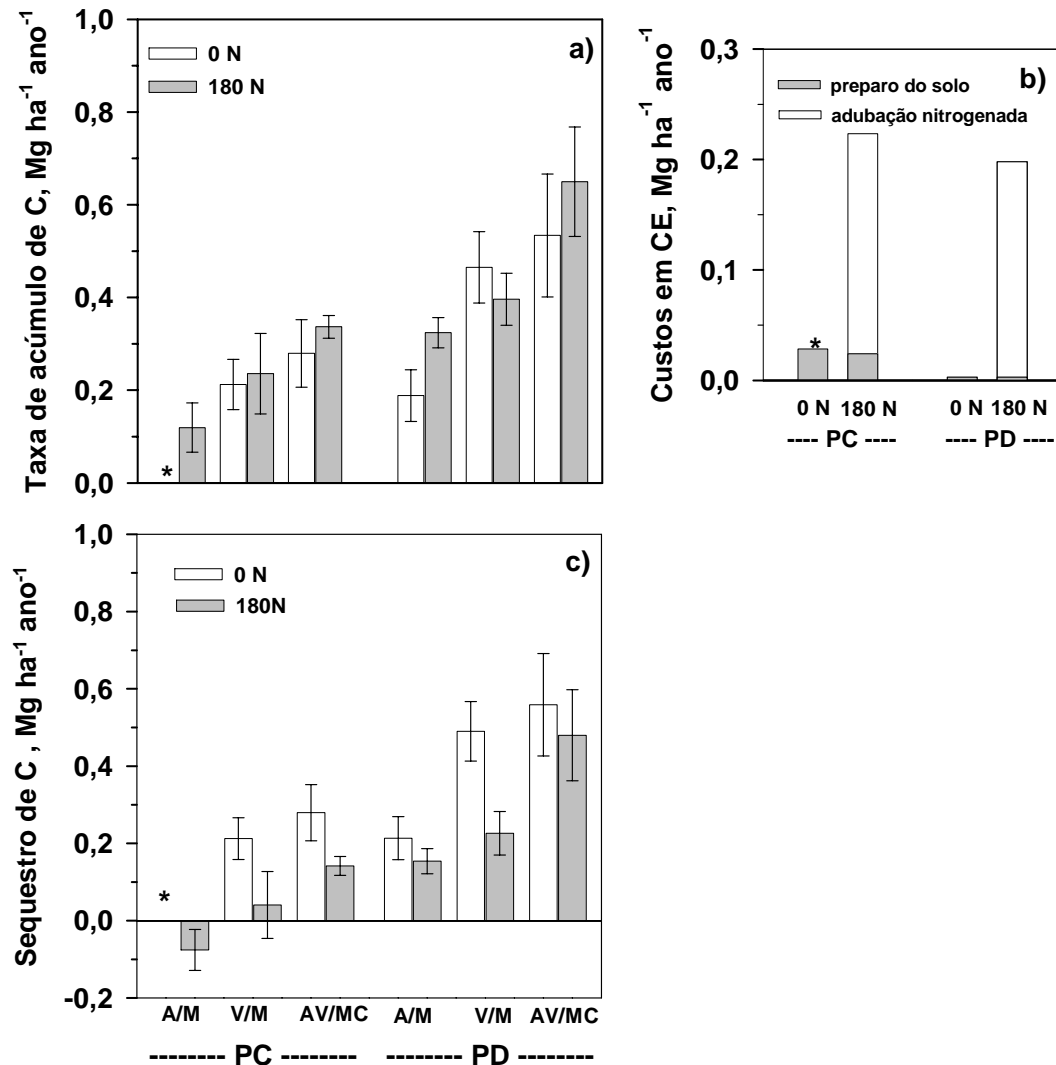 Taxa de acúmulo de C, Mg ha-1 ano-1
1,0
0,8
0,6
0,4
0,2
0,0
0 N
180 N
a)
*
Custos em CE, Mg ha-1 ano-1
0,3
0,2
0,1
0,0
b)
preparo do solo
adubação nitrogenada
*
0 N 180 N 0 N 180 N
---- PC ---- ---- PD ----
Sequestro de C , Mg ha-1 ano-1
1,0
0,8
0,6
0,4
0,2
0,0
-0,2
0 N
180N
c)
*
A/M V/M AV/MC A/M V/M AV/MC
-------- PC -------- -------- PD --------